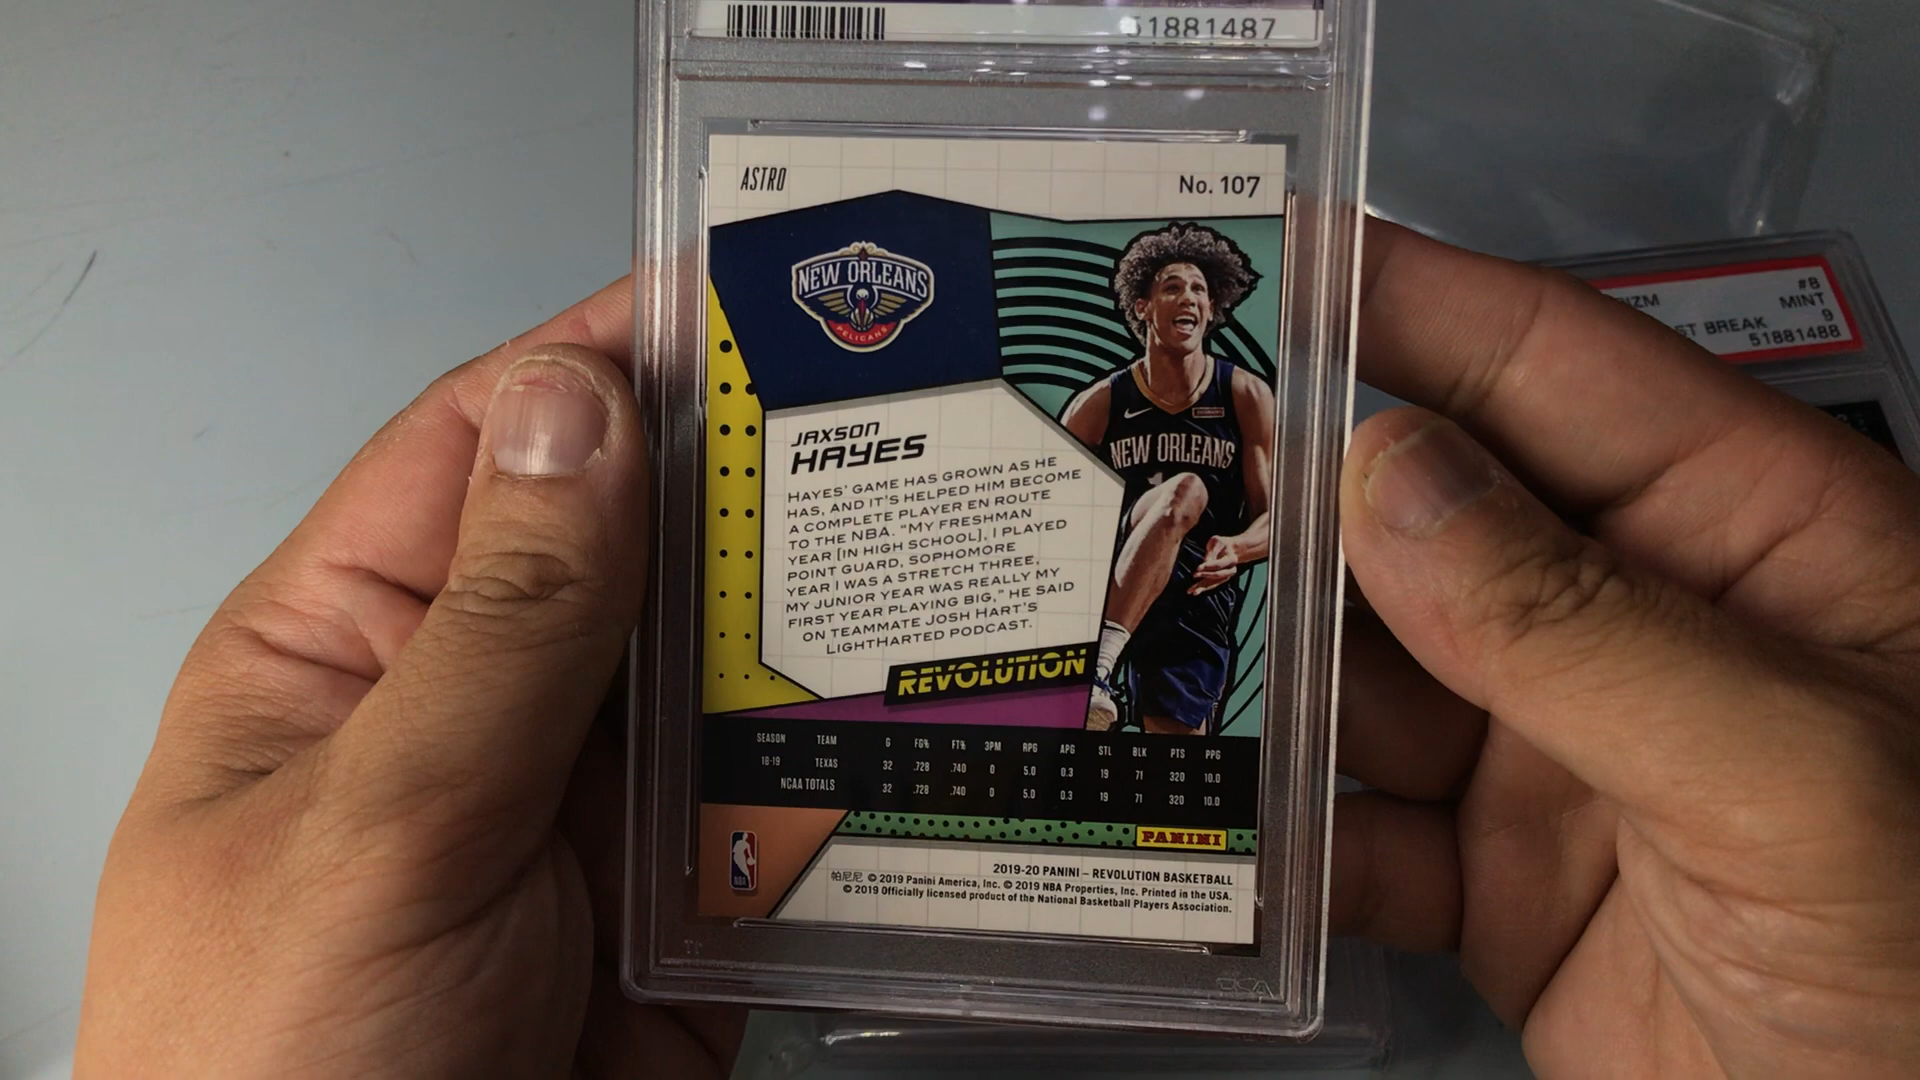 51881487
ASTRO
No. 107
NEW ORLEANS
PELICANS
NEW ORLEANS
JAXSON
HAYES
HAYES' GAME HAS GROWN AS HE
HAS, AND IT'S HELPED HIM BECOME
A COMPLETE PLAYER EN ROUTE
TO THE NBA. "MY FRESHMAN
YEAR [IN HIGH SCHOOL], I PLAYED
POINT GUARD, SOPHOMORE
YEAR I WAS A STRETCH THREE,
MY JUNIOR YEAR WAS REALLY MY
FIRST YEAR PLAYING BIG," HE SAID
ON TEAMMATE JOSH HART'S
LIGHTHARTED PODCAST.
REVOLUTION
SEASON TEAM G FG% FT% 3PM RPG APG STL BLK PTS PPG
18-19 TEXAS 32 .728 .740 0 5.0 0.3 19 71 320 10.0
NCAA TOTALS 32 .728 .740 0 5.0 0.3 19 71 320 10.0
PANINI
NBA
2019-20 PANINI – REVOLUTION BASKETBALL
帕尼尼 © 2019 Panini America, Inc. © 2019 NBA Properties, Inc. Printed in the USA.
© 2019 Officially licensed product of the National Basketball Players Association.
PSA
#8
MINT
BREAK 9
51881488